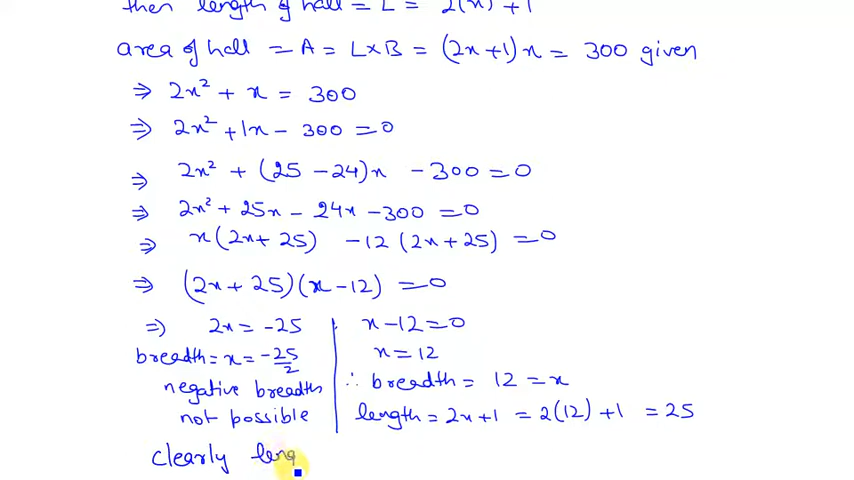 then length of hall = L = 2(x) + 1
area of hall = A = L×B = (2x+1)x = 300 given
⇒ 2x² + x = 300
⇒ 2x² + 1x - 300 = 0
⇒ 2x² + (25 - 24)x - 300 = 0
⇒ 2x² + 25x - 24x - 300 = 0
⇒ x(2x + 25) - 12(2x + 25) = 0
⇒ (2x + 25)(x - 12) = 0
⇒ 2x = -25
breadth = x = -25/2
negative breadth
not possible
x - 12 = 0
x = 12
∴ breadth = 12 = x
length = 2x+1 = 2(12) + 1 = 25
clearly leng